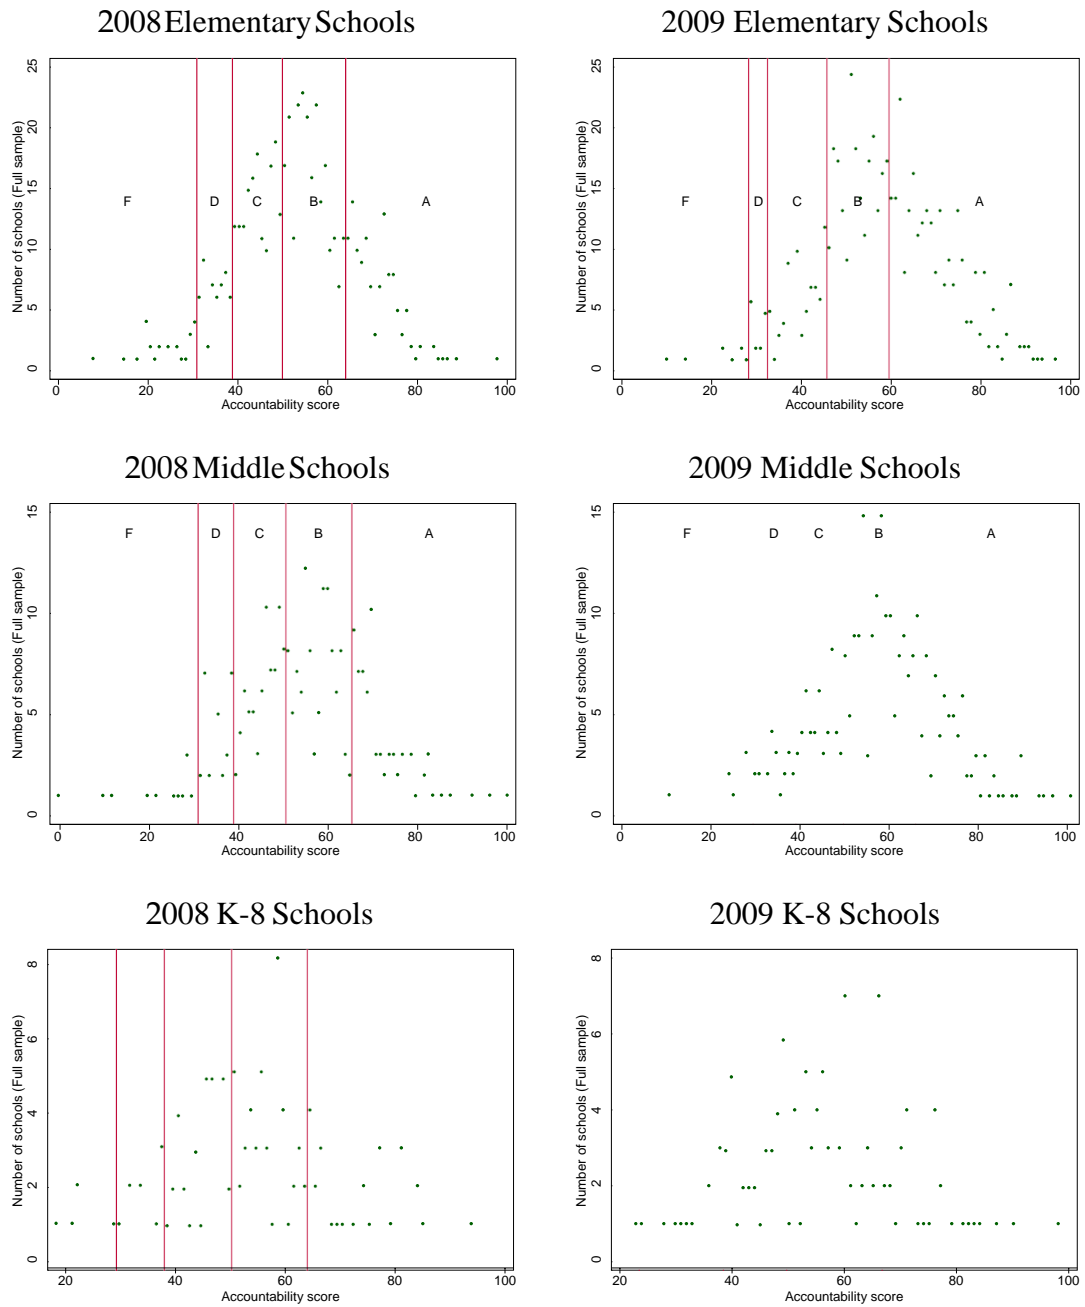 2008 Elementary Schools
2009 Elementary Schools
Number of schools (Full sample)
25
20
15
10
5
0
F
D
C
B
A
0 20 40 60 80 100
Accountability score
Number of schools (Full sample)
25
20
15
10
5
0
F
D
C
B
A
0 20 40 60 80 100
Accountability score
2008 Middle Schools
2009 Middle Schools
Number of schools (Full sample)
15
10
5
0
F
D
C
B
A
0 20 40 60 80 100
Accountability score
Number of schools (Full sample)
15
10
5
0
F
D
C
B
A
0 20 40 60 80 100
Accountability score
2008 K-8 Schools
2009 K-8 Schools
Number of schools (Full sample)
8
6
4
2
0
20 40 60 80 100
Accountability score
Number of schools (Full sample)
8
6
4
2
0
20 40 60 80 100
Accountability score